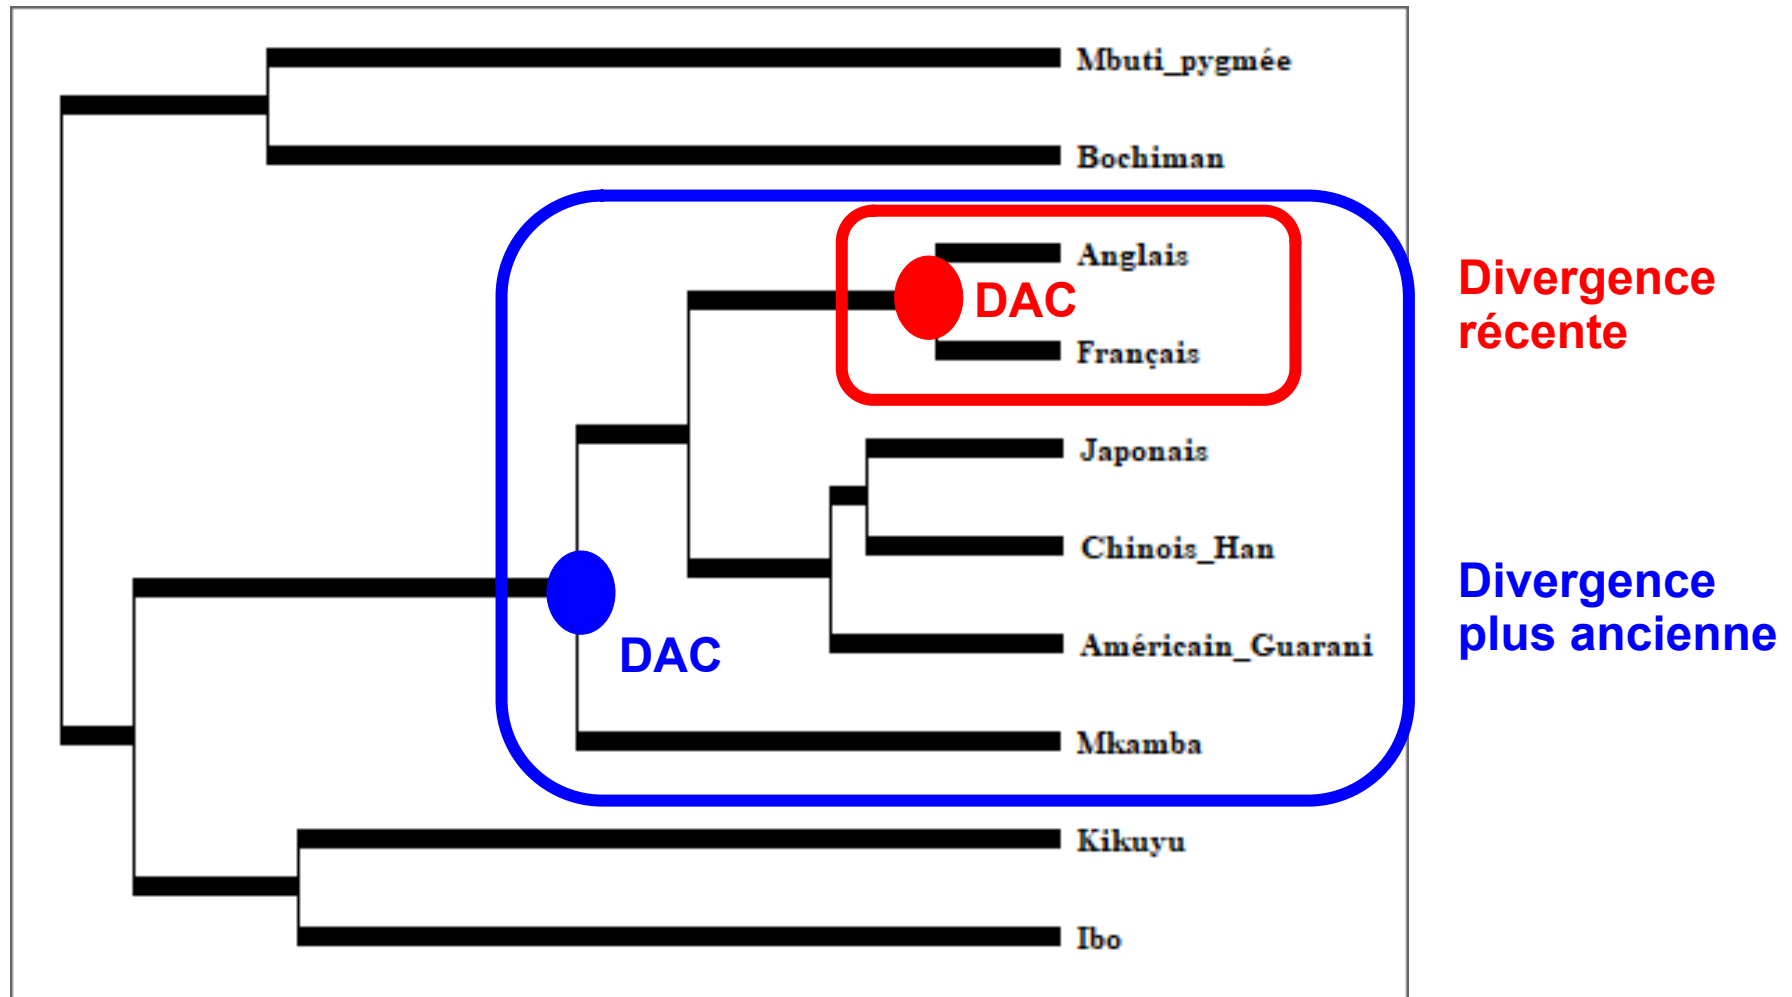 Mbuti_pygmée
Bochiman
Anglais
DAC
Français
Divergence
récente
Japonais
Chinois_Han
Américain_Guarani
DAC
Divergence
plus ancienne
Mkamba
Kikuyu
Ibo